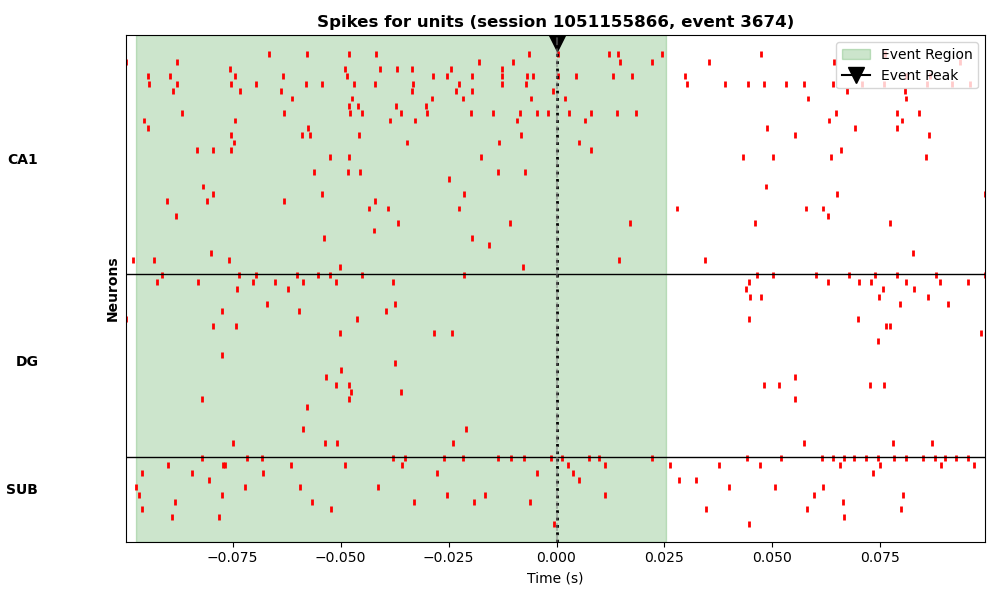 Spikes for units (session 1051155866, event 3674)
Event Region
Event Peak
CA1
DG
SUB
Neurons
−0.075
−0.050
−0.025
0.000
0.025
0.050
0.075
Time (s)